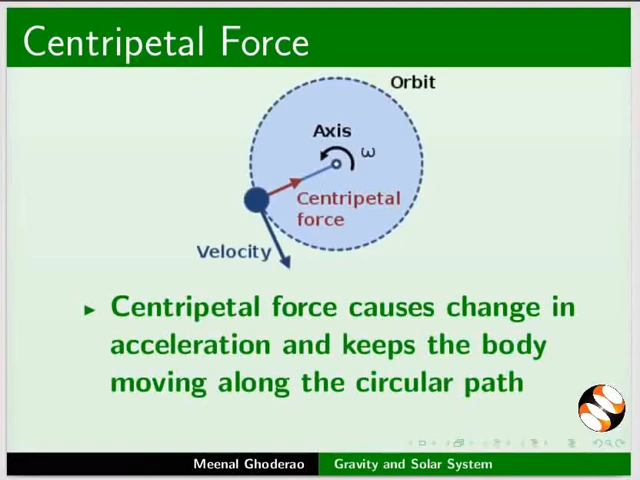 Centripetal Force
Orbit
Axis
ω
Centripetal
force
Velocity
Centripetal force causes change in
acceleration and keeps the body
moving along the circular path
Meenal Ghoderao Gravity and Solar System